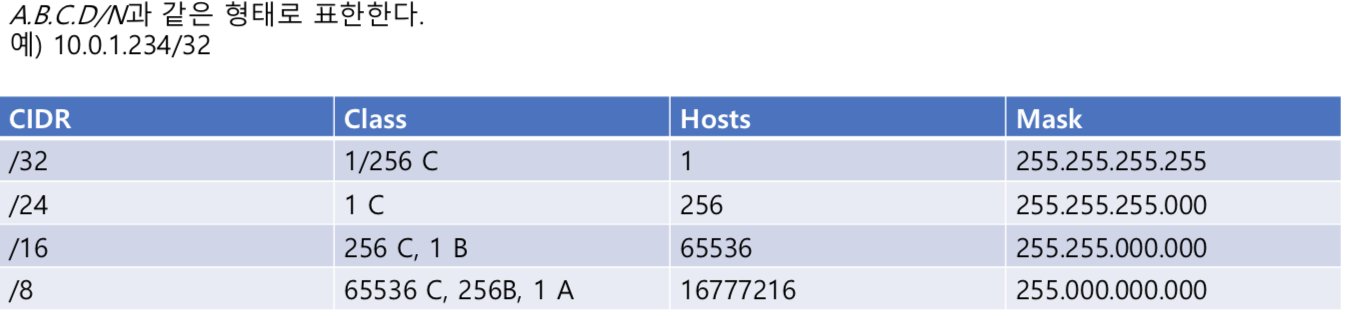 A.B.C.D/N과 같은 형태로 표한한다.
예) 10.0.1.234/32
CIDR Class Hosts Mask
/32 1/256 C 1 255.255.255.255
/24 1 C 256 255.255.255.000
/16 256 C, 1 B 65536 255.255.000.000
/8 65536 C, 256B, 1 A 16777216 255.000.000.000